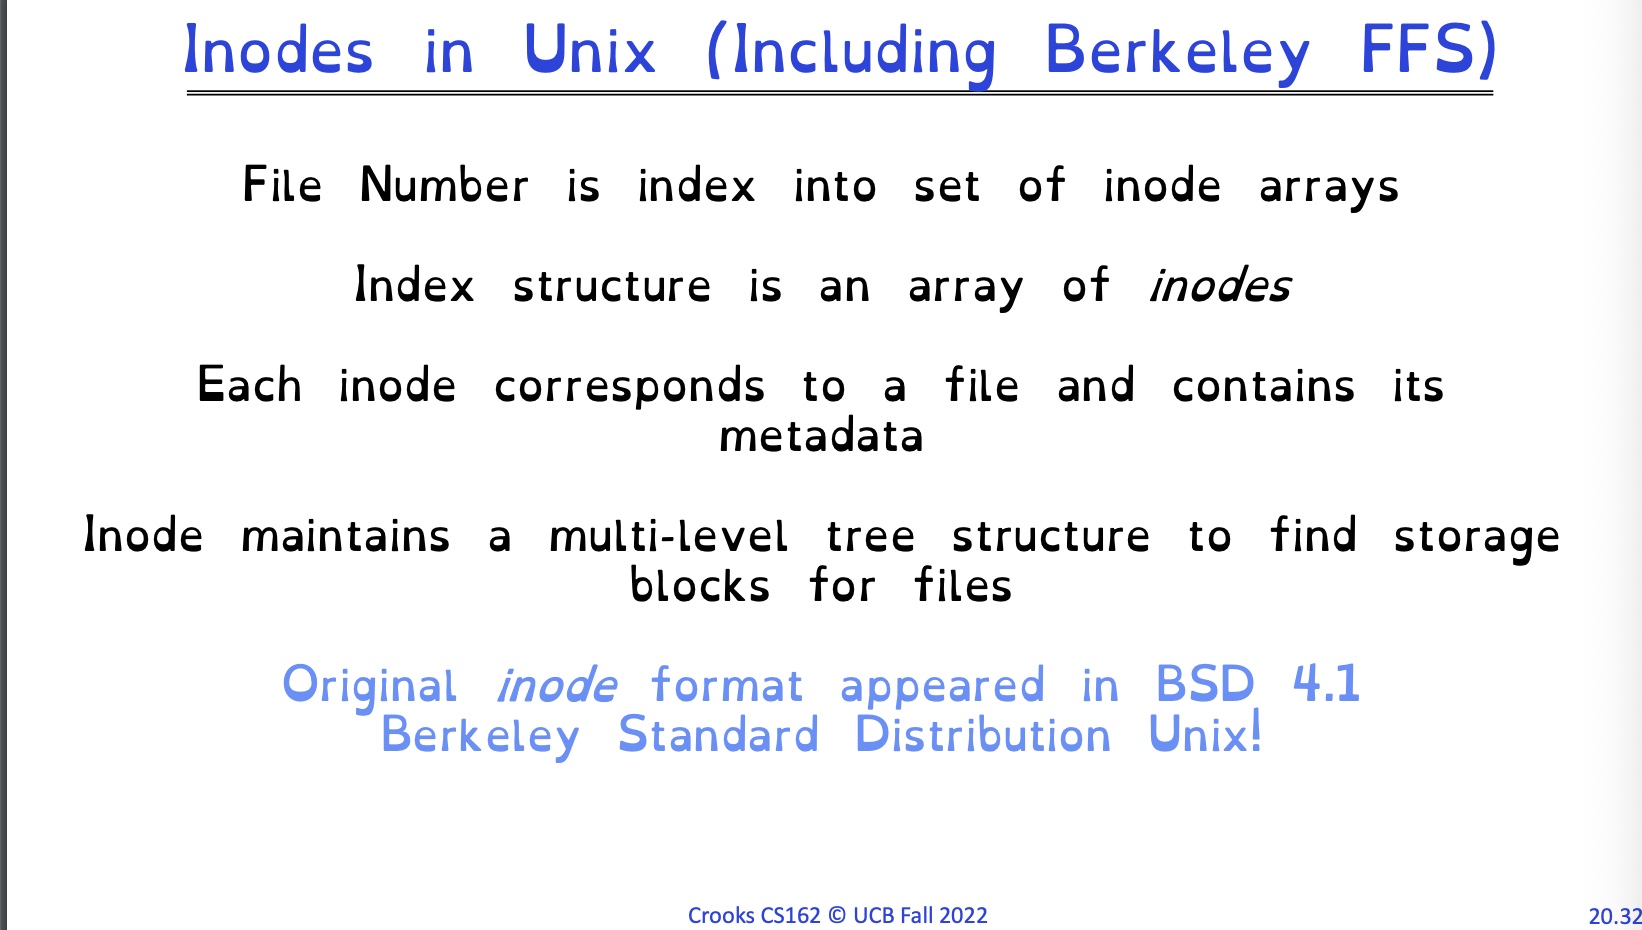 Inodes in Unix (Including Berkeley FFS)
File Number is index into set of inode arrays
Index structure is an array of inodes
Each inode corresponds to a file and contains its
metadata
Inode maintains a multi-level tree structure to find storage
blocks for files
Original inode format appeared in BSD 4.1
Berkeley Standard Distribution Unix!
Crooks CS162 © UCB Fall 2022
20.32